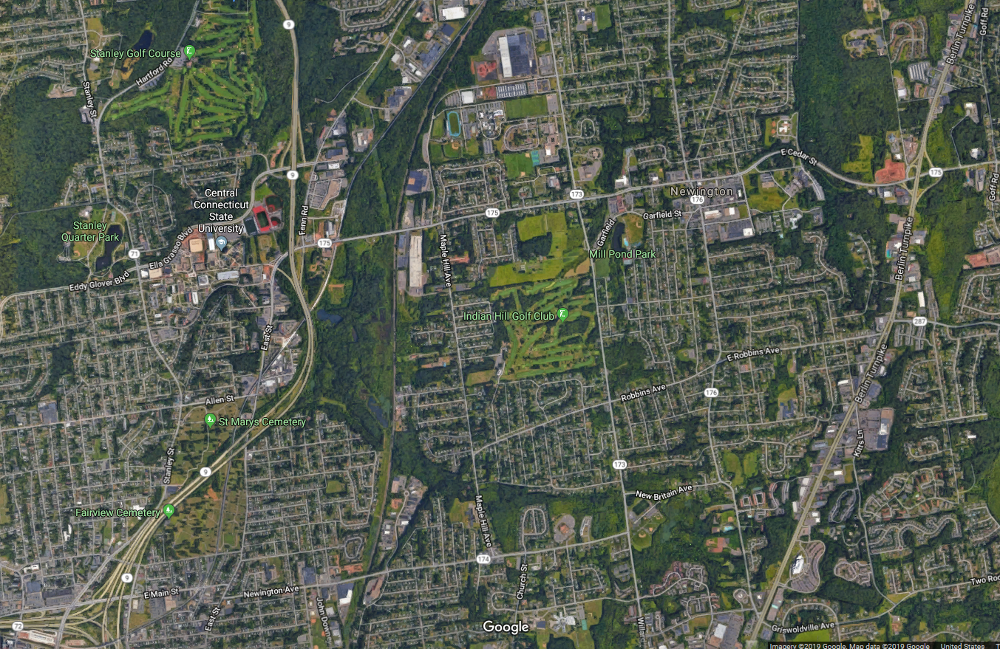 9
Berlin Turnpike
Goff Rd
Stanley Golf Course
Hartford Rd
Stanley St
E Cedar St
175
Goff Rd
9
173
Newington
176
Central
Connecticut
State
University
Fenn Rd
175
Garfield St
Garfield
Stanley
Quarter Park
Ella Grasso Blvd
71
175
Maple Hill Ave
Mill Pond Park
Berlin Turnpike
Eddy Glover Blvd
Indian Hill Golf Club
287
East St
E Robbins Ave
Berlin Turnpike
Robbins Ave
176
Allen St
St Marys Cemetery
Kitts Ln
Stanley St
9
173
New Britain Ave
Fairview Cemetery
Maple Hill Ave
174
9
Church St
Two Roc
E Main St
Newington Ave
East St
John Down
Willar
72
Google
Griswoldville Ave
Imagery ©2019 Google, Map data ©2019 Google United States T